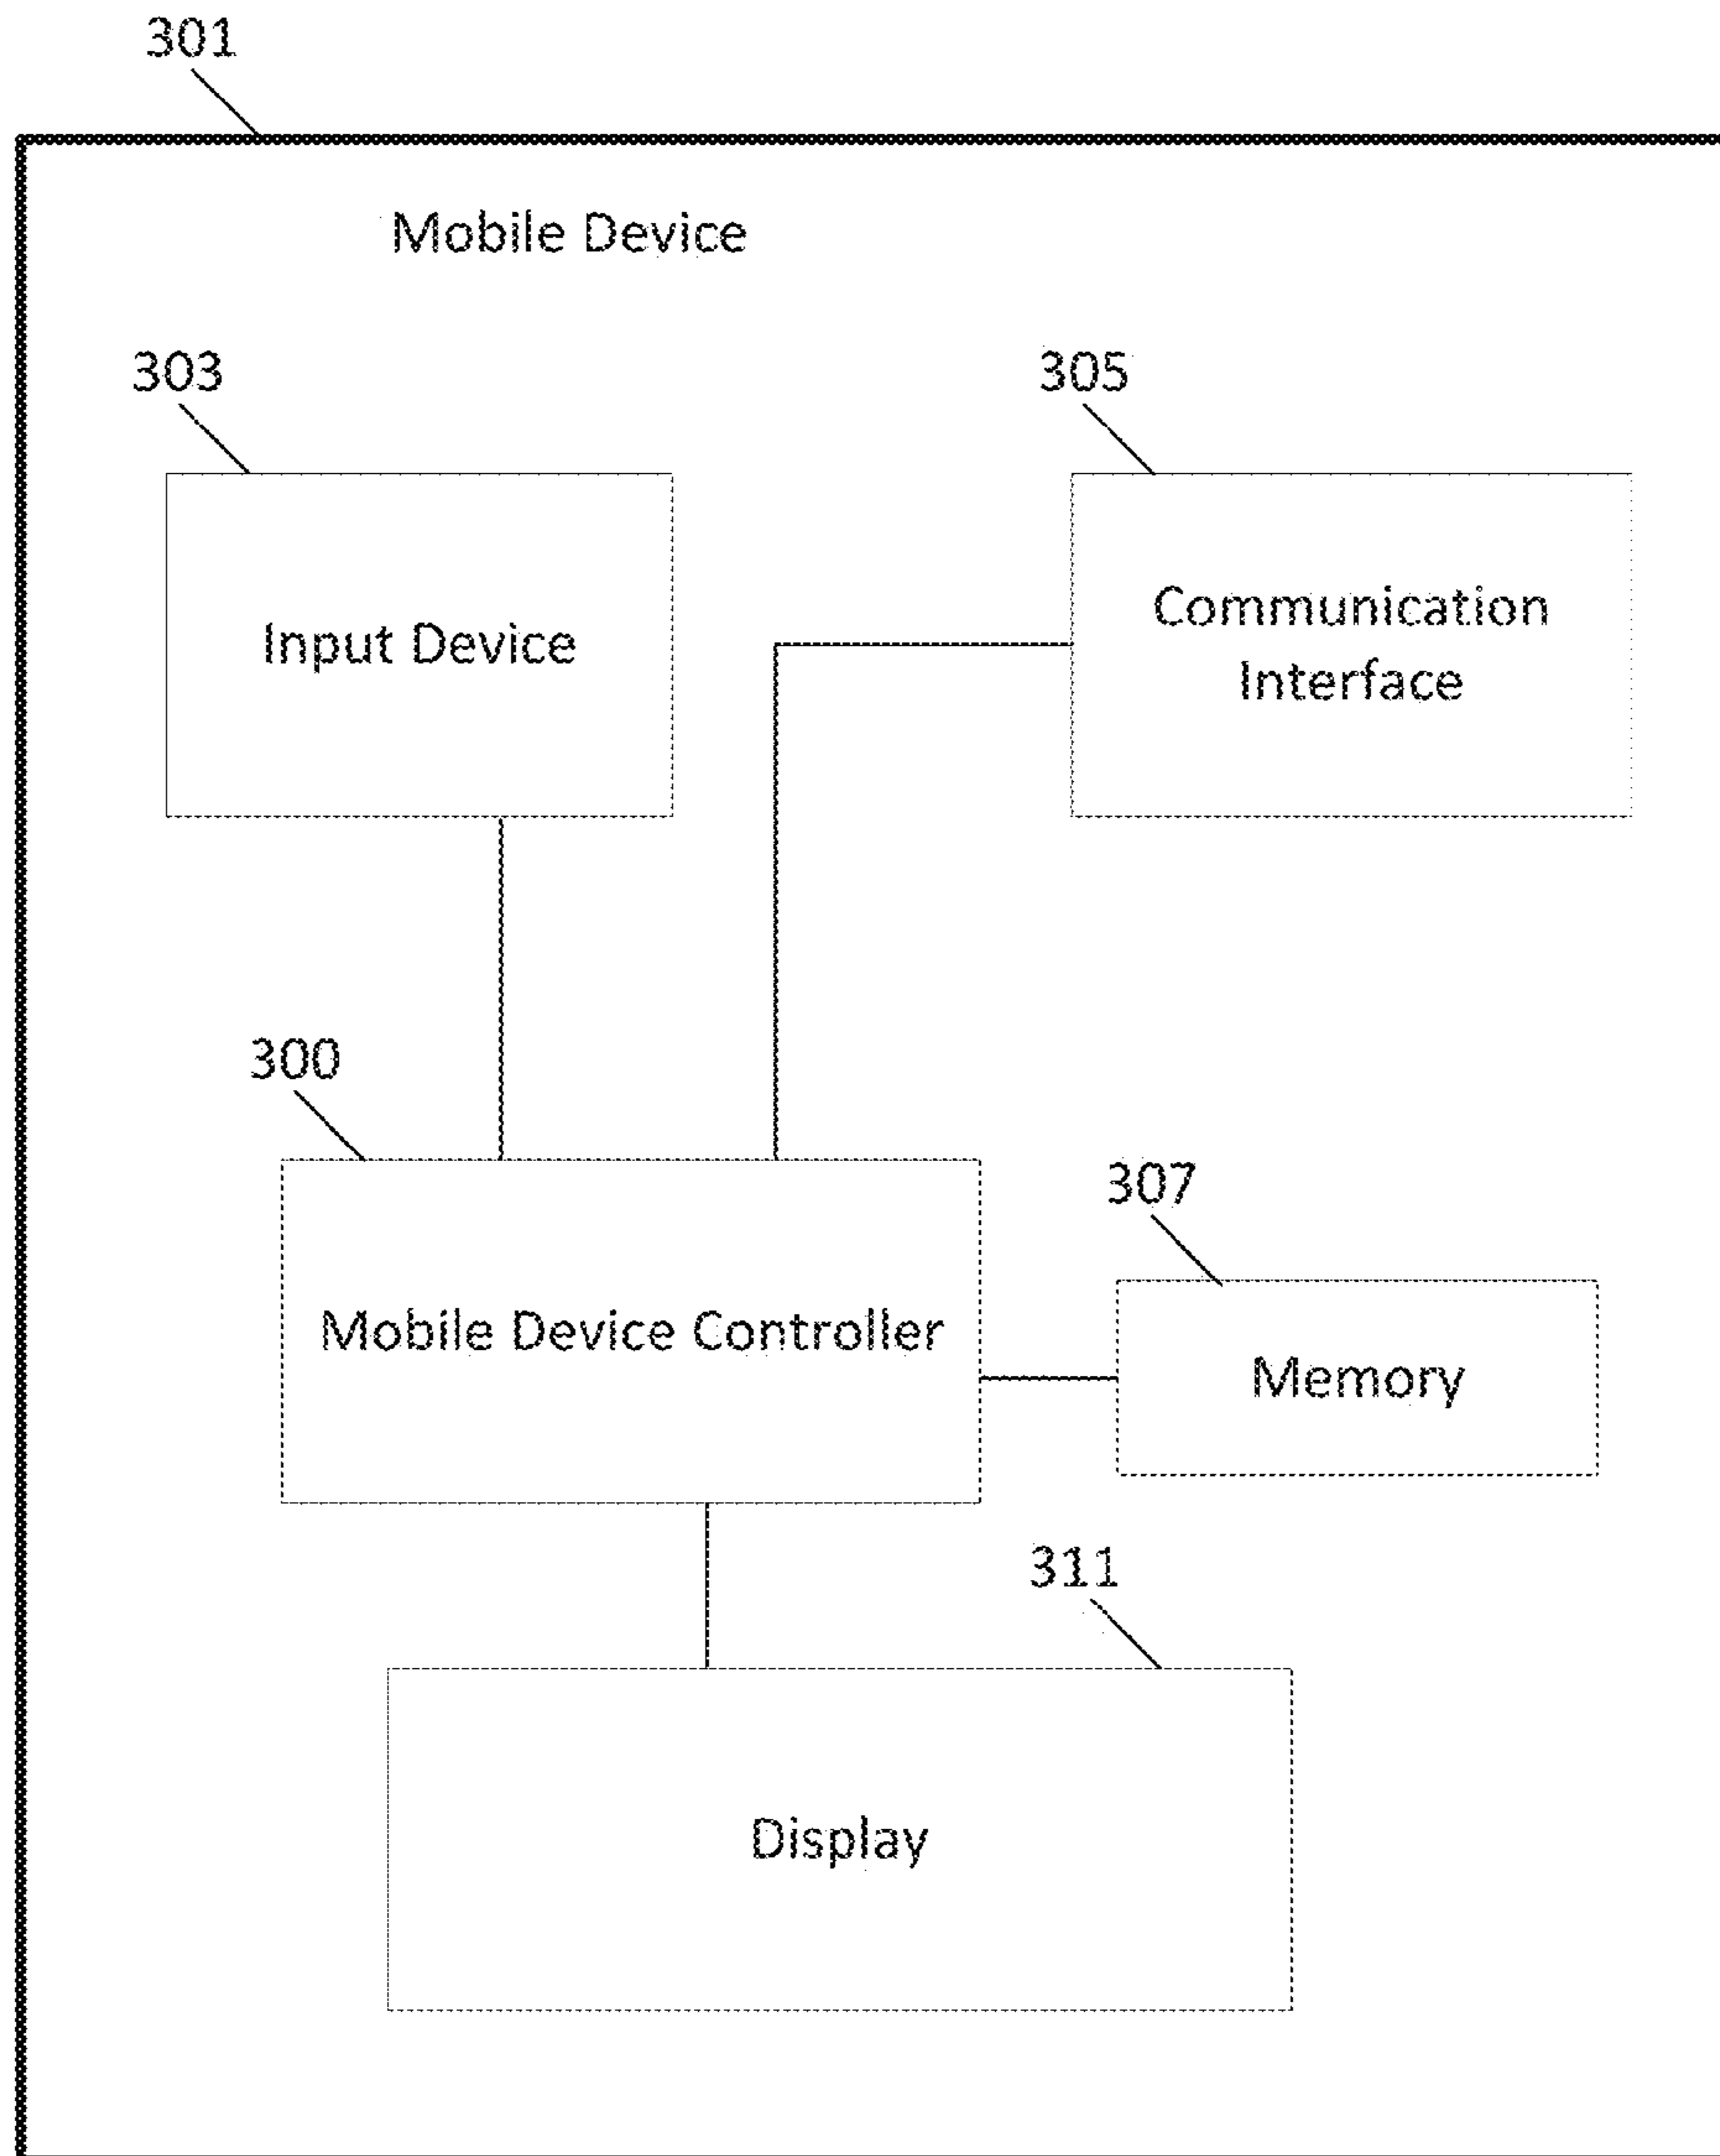 301
Mobile Device
303
305
Input Device
Communication
Interface
300
307
Mobile Device Controller
Memory
311
Display